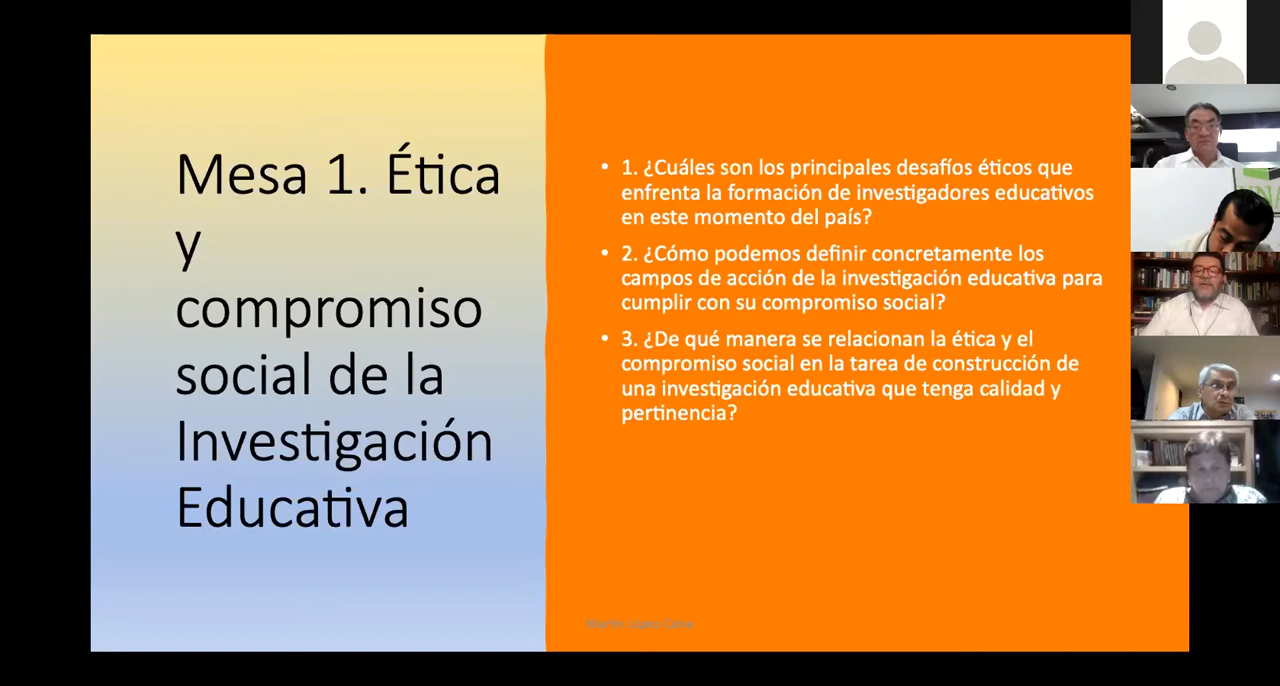 Mesa 1. Ética
y
compromiso
social de la
Investigación
Educativa
• 1. ¿Cuáles son los principales desafíos éticos que
enfrenta la formación de investigadores educativos
en este momento del país?
• 2. ¿Cómo podemos definir concretamente los
campos de acción de la investigación educativa para
cumplir con su compromiso social?
• 3. ¿De qué manera se relacionan la ética y el
compromiso social en la tarea de construcción de
una investigación educativa que tenga calidad y
pertinencia?
Martín López Calva